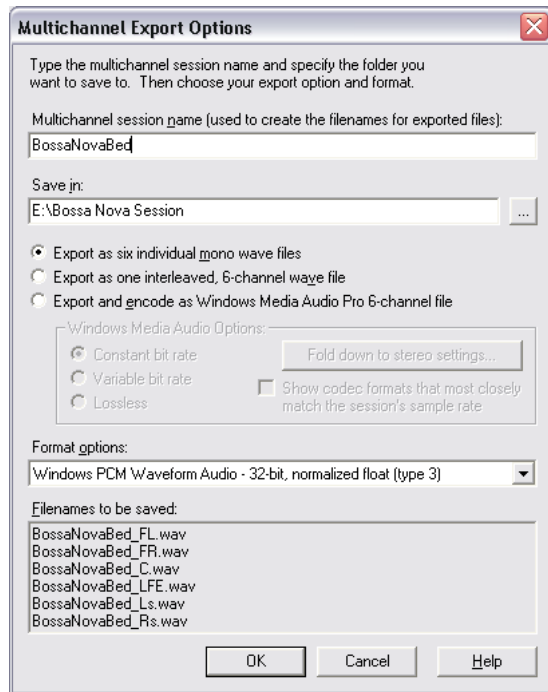 Multichannel Export Options
Type the multichannel session name and specify the folder you
want to save to. Then choose your export option and format.
Multichannel session name (used to create the filenames for exported files):
BossaNovaBed
Save in:
E:\Bossa Nova Session
...
Export as six individual mono wave files
Export as one interleaved, 6-channel wave file
Export and encode as Windows Media Audio Pro 6-channel file
Windows Media Audio Options:
Constant bit rate
Fold down to stereo settings...
Variable bit rate
Lossless
Show codec formats that most closely
match the session's sample rate
Format options:
Windows PCM Waveform Audio - 32-bit, normalized float (type 3)
Filenames to be saved:
BossaNovaBed_FL.wav
BossaNovaBed_FR.wav
BossaNovaBed_C.wav
BossaNovaBed_LFE.wav
BossaNovaBed_Ls.wav
BossaNovaBed_Rs.wav
OK
Cancel
Help